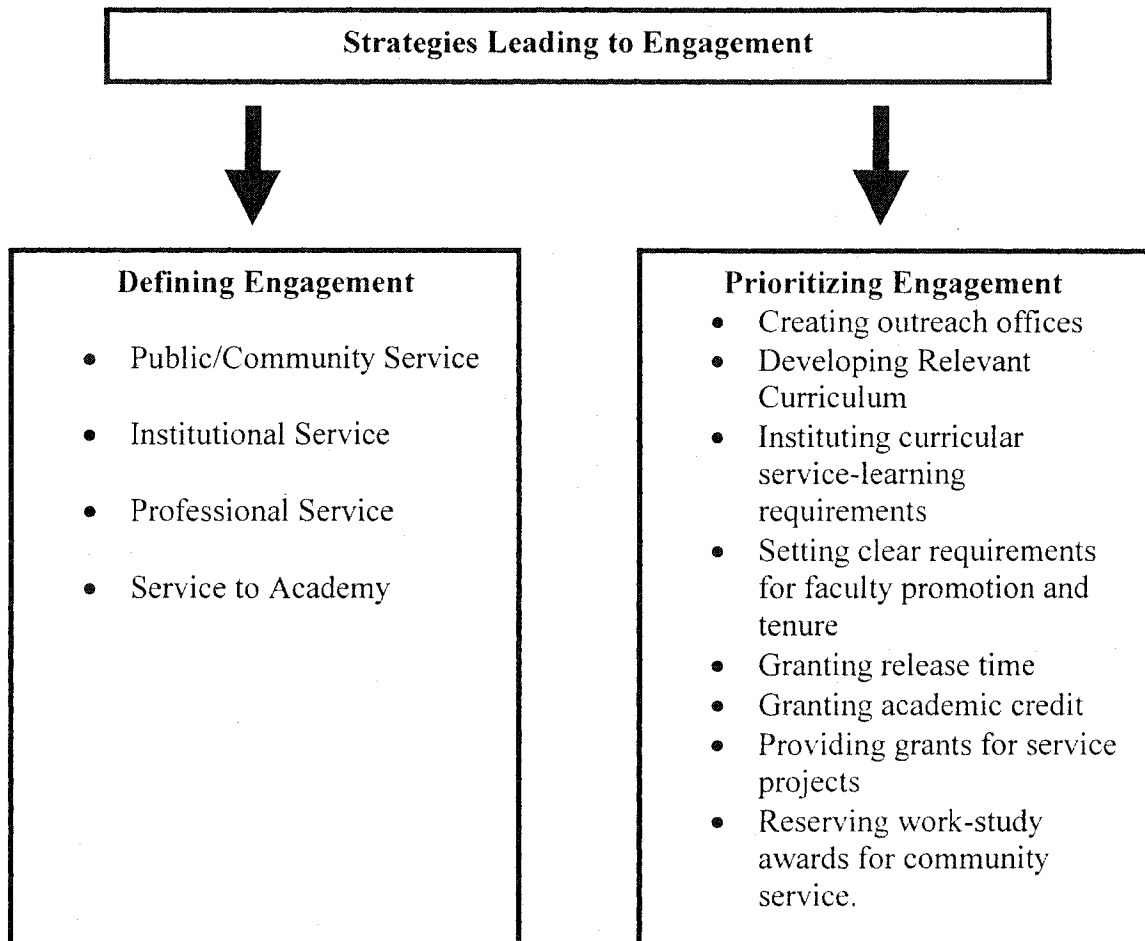 Strategies Leading to Engagement
Defining Engagement
• Public/Community Service
• Institutional Service
• Professional Service
• Service to Academy
Prioritizing Engagement
• Creating outreach offices
• Developing Relevant
Curriculum
• Instituting curricular
service-learning
requirements
• Setting clear requirements
for faculty promotion and
tenure
• Granting release time
• Granting academic credit
• Providing grants for service
projects
• Reserving work-study
awards for community
service.